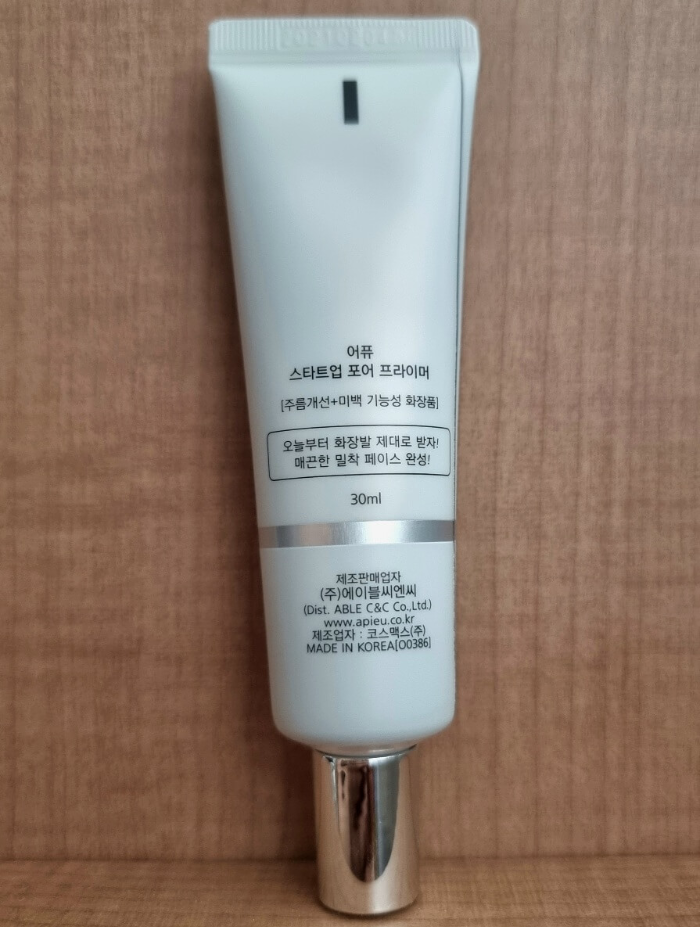 어퓨
스타트업 포어 프라이머
[주름개선+미백 기능성 화장품]
오늘부터 화장발 제대로 받자!
매끈한 밀착 페이스 완성!
30ml
제조판매업자
(주)에이블씨엔씨
(Dist. ABLE C&C Co.,Ltd.)
www.apieu.co.kr
제조업자 : 코스맥스(주)
MADE IN KOREA[O0386]